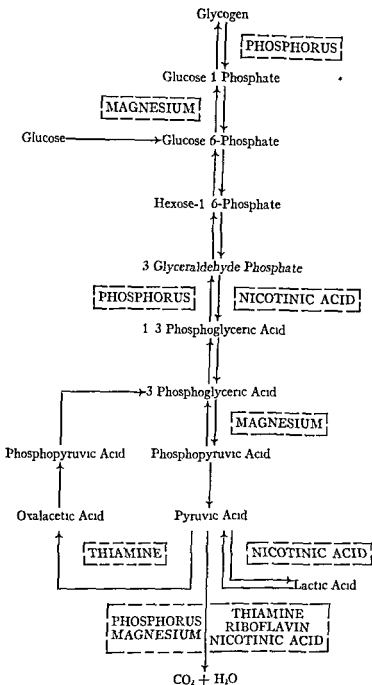 Glycogen
PHOSPHORUS
Glucose 1 Phosphate
MAGNESIUM
Glucose
Glucose 6-Phosphate
Hexose-1 6-Phosphate
3 Glyceraldehyde Phosphate
PHOSPHORUS
NICOTINIC ACID
1 3 Phosphoglyceric Acid
3 Phosphoglyceric Acid
MAGNESIUM
Phosphopyruvic Acid
Phosphopyruvic Acid
Oxalacetic Acid
Pyruvic Acid
THIAMINE
NICOTINIC ACID
Lactic Acid
PHOSPHORUS
MAGNESIUM
THIAMINE
RIBOFLAVIN
NICOTINIC ACID
CO₂ + H₂O